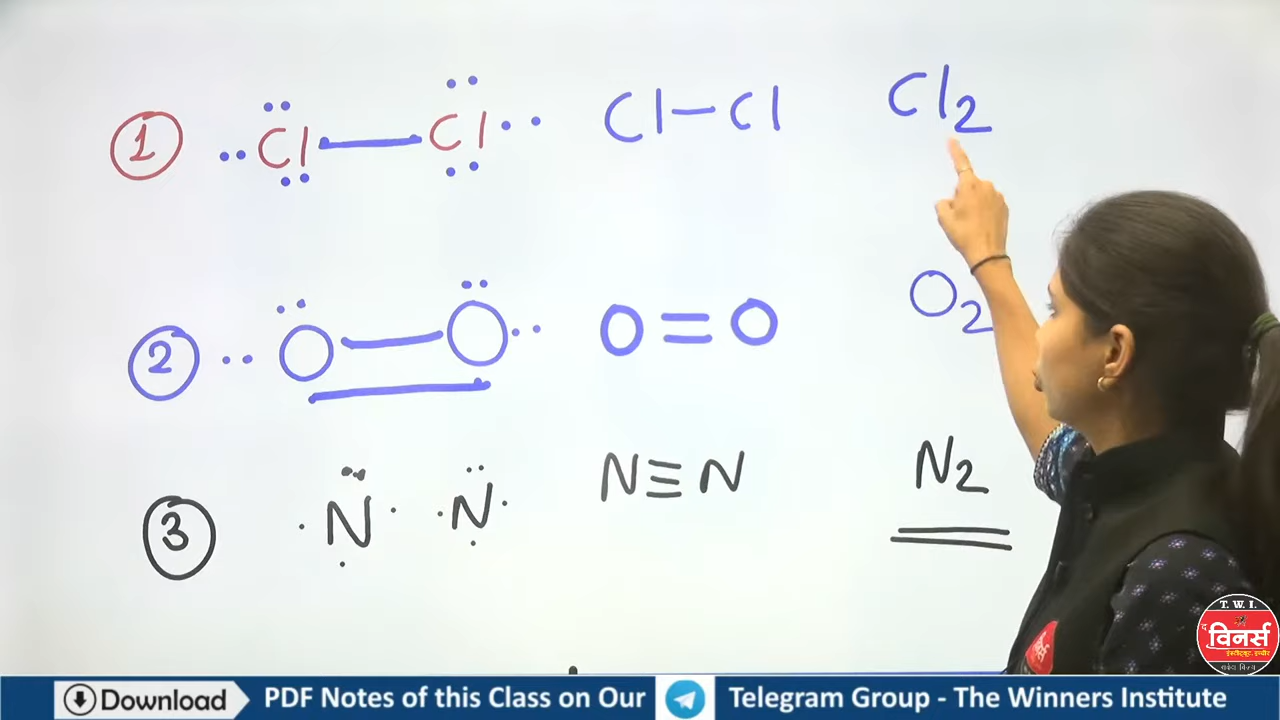 1 Cl — Cl Cl—Cl Cl2
2 O — O O=O O2
3 N N N≡N N2
T. W. I.
द विनर्स
Download PDF Notes of this Class on Our Telegram Group - The Winners Institute